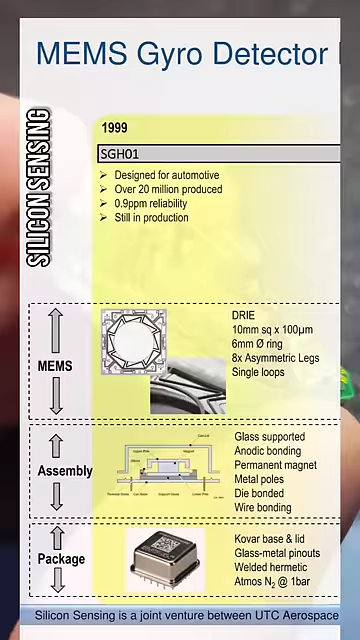 MEMS Gyro Detector
SILICON SENSING
1999
SGH01
➢ Designed for automotive
➢ Over 20 million produced
➢ 0.9ppm reliability
➢ Still in production
MEMS
DRIE
10mm sq x 100µm
6mm Ø ring
8x Asymmetric Legs
Single loops
Assembly
Glass supported
Anodic bonding
Permanent magnet
Metal poles
Die bonded
Wire bonding
Package
Kovar base & lid
Glass-metal pinouts
Welded hermetic
Atmos N₂ @ 1bar
Silicon Sensing is a joint venture between UTC Aerospace